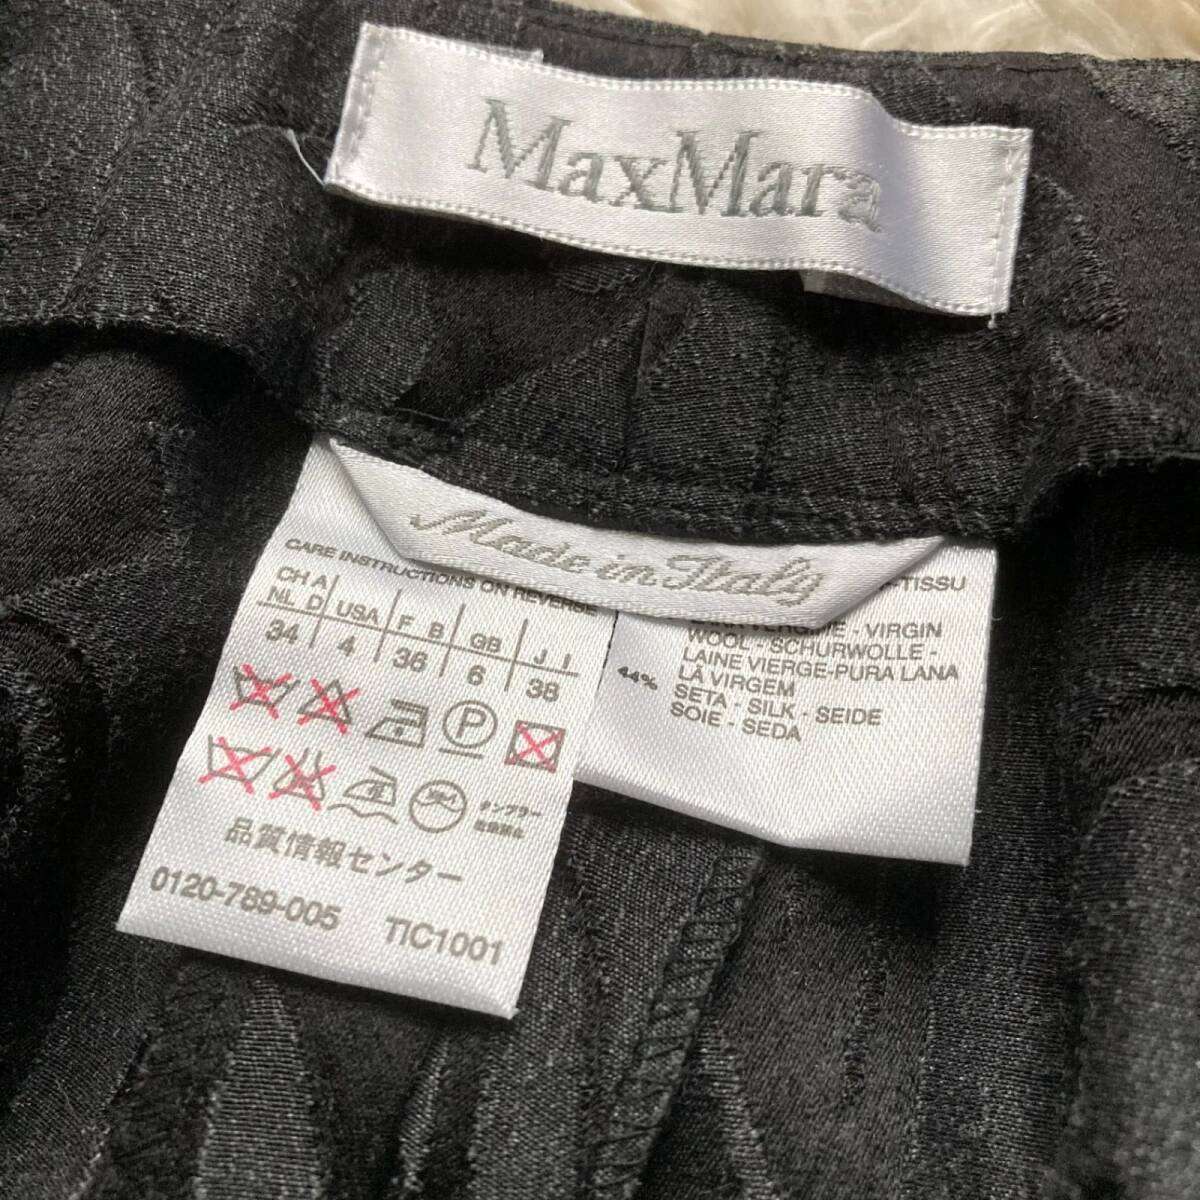 MaxMara
Made in Italy
CARE INSTRUCTIONS ON REVERSE
CH A
NL D USA F B GB J I
34 4 36 6 38
P
品質情報センター
0120-789-005 TIC1001
-TISSU
- VIRGIN
WOOL - SCHURWOLLE -
LAINE VIERGE-PURA LANA
LA VIRGEM
44% SETA - SILK - SEIDE
SOIE - SEDA